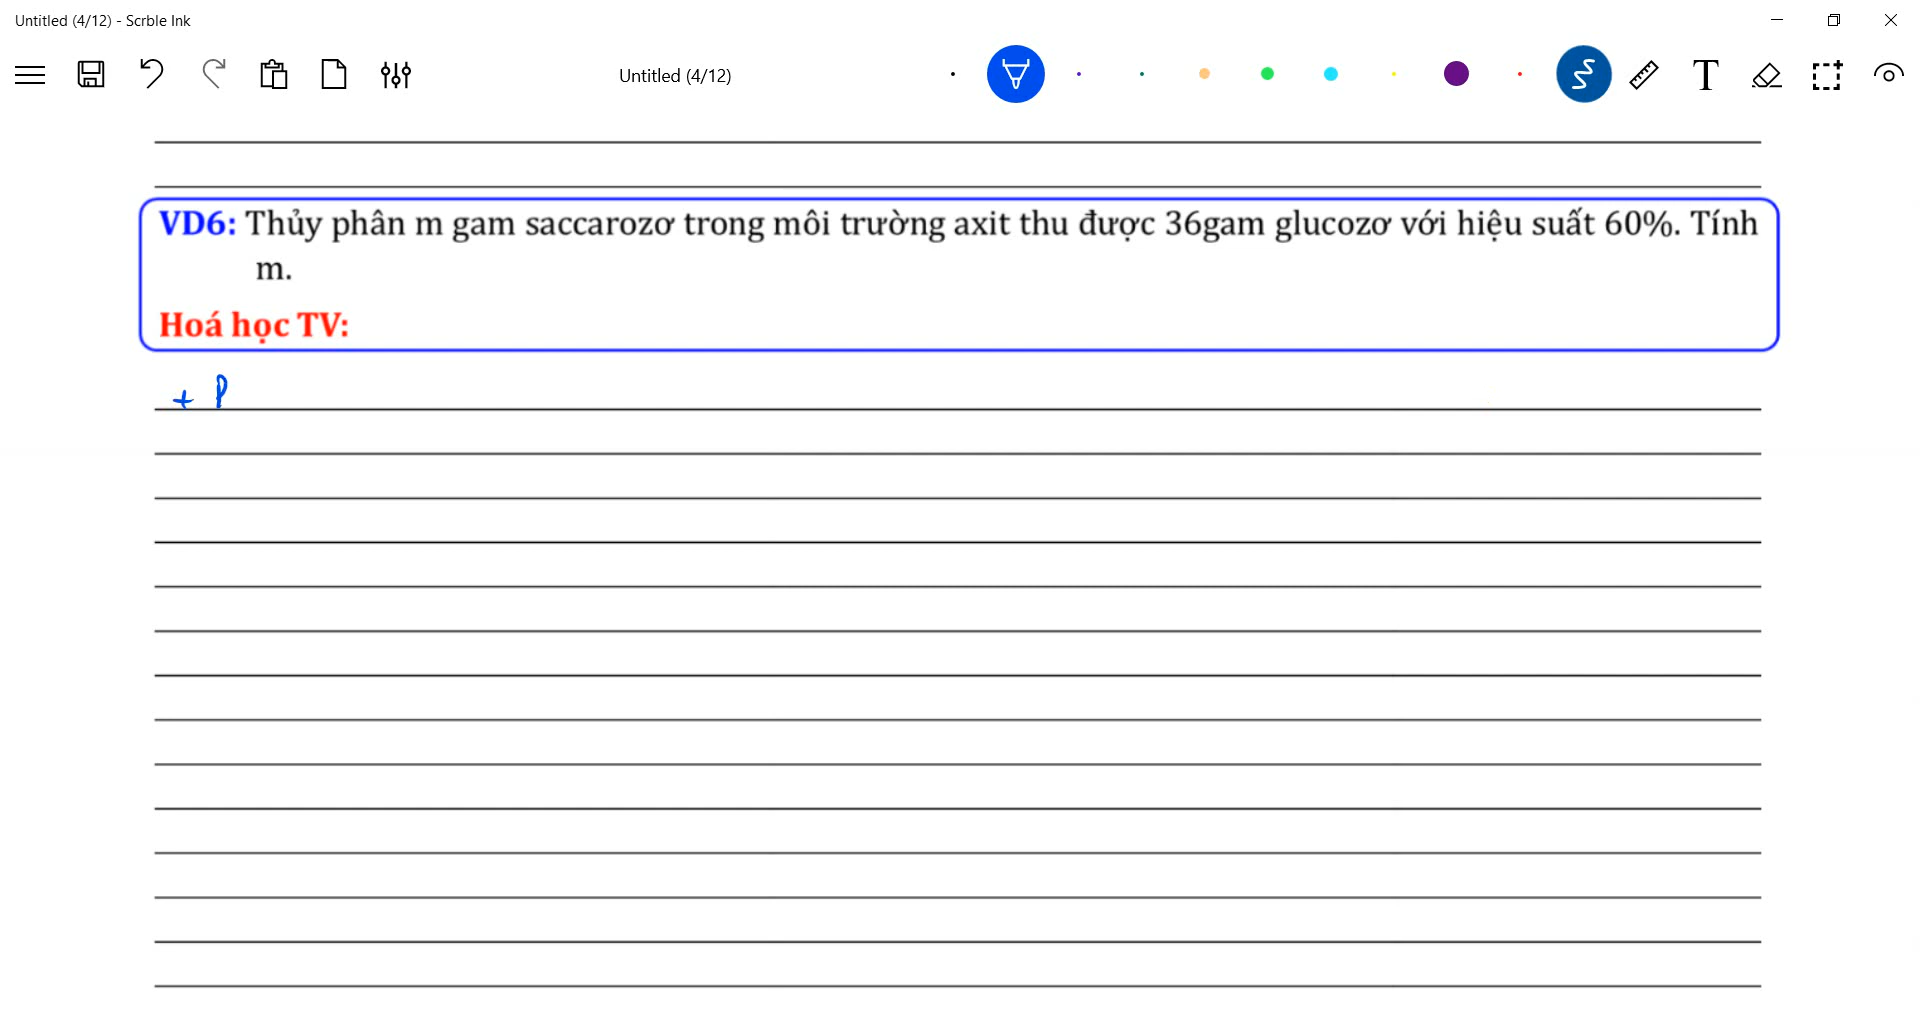 Untitled (4/12) - Scrble Ink
Untitled (4/12)
T
VD6: Thủy phân m gam saccarozơ trong môi trường axit thu được 36gam glucozơ với hiệu suất 60%. Tính
m.
Hoá học TV:
+ P